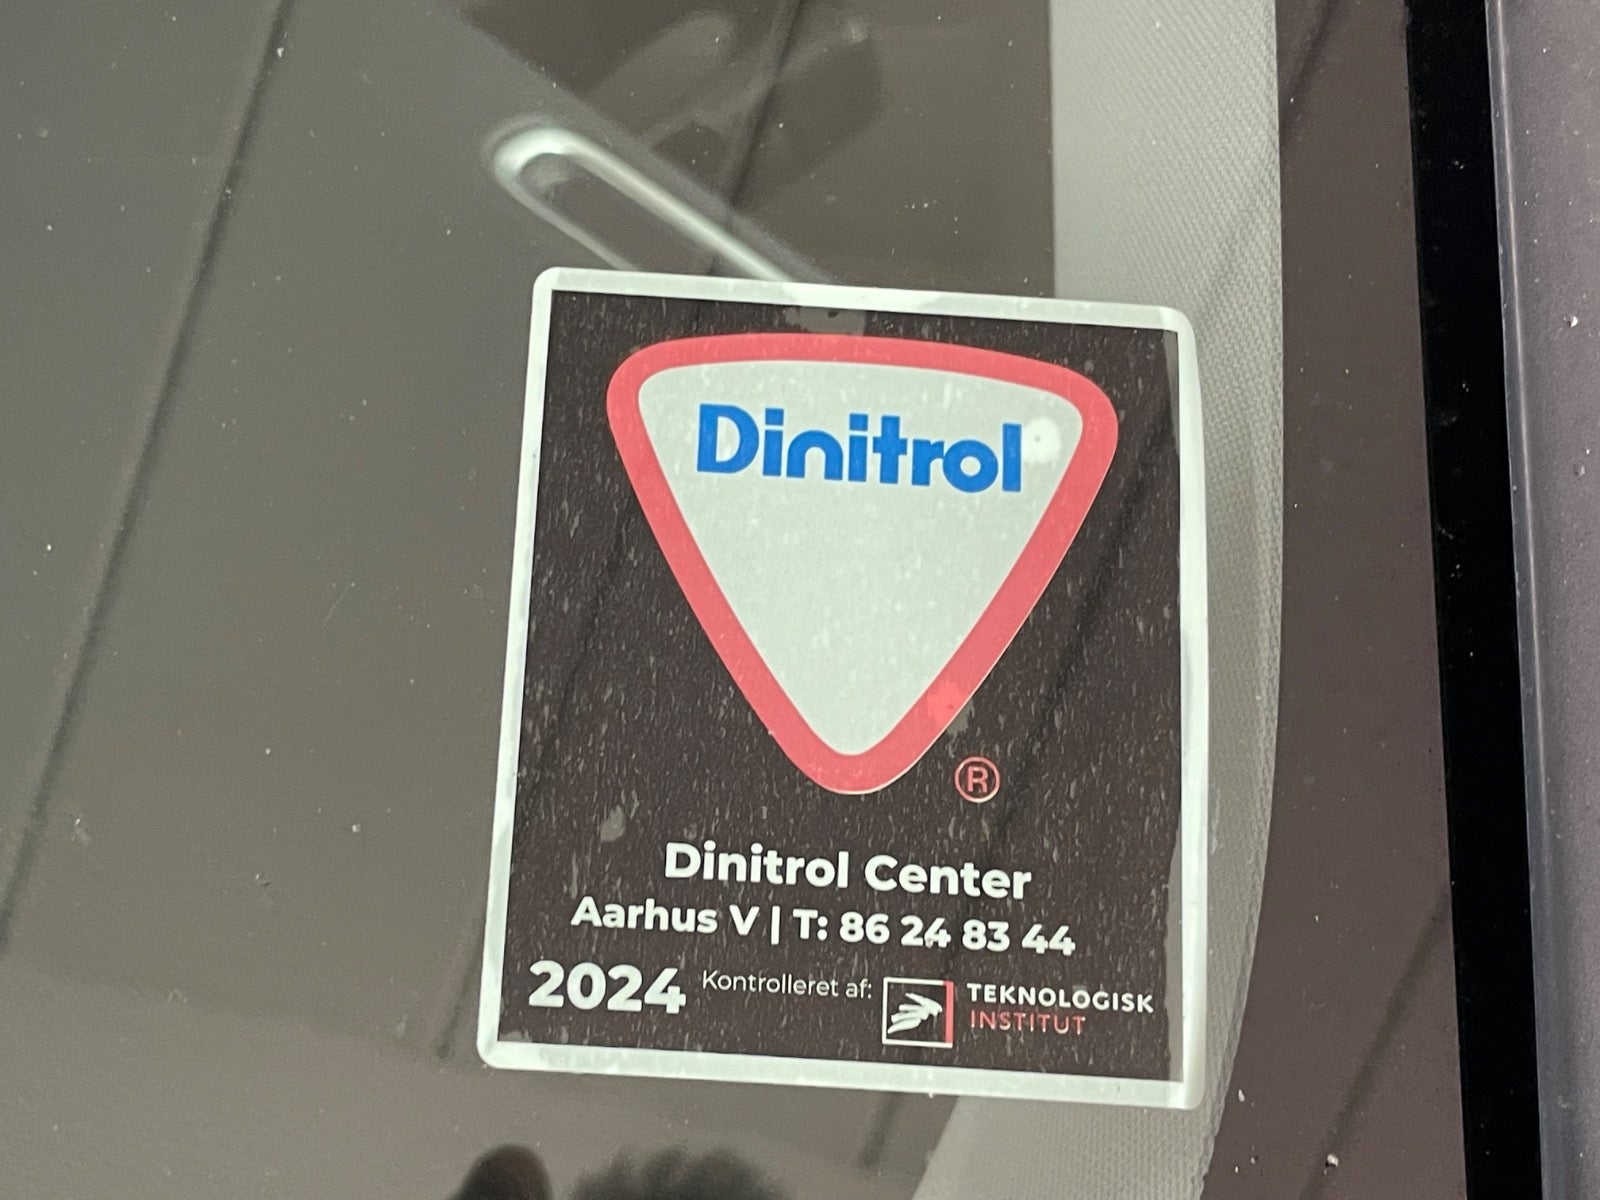 Dinitrol
®
Dinitrol Center
Aarhus V | T: 86 24 83 44
2024 Kontrolleret af: TEKNOLOGISK
INSTITUT